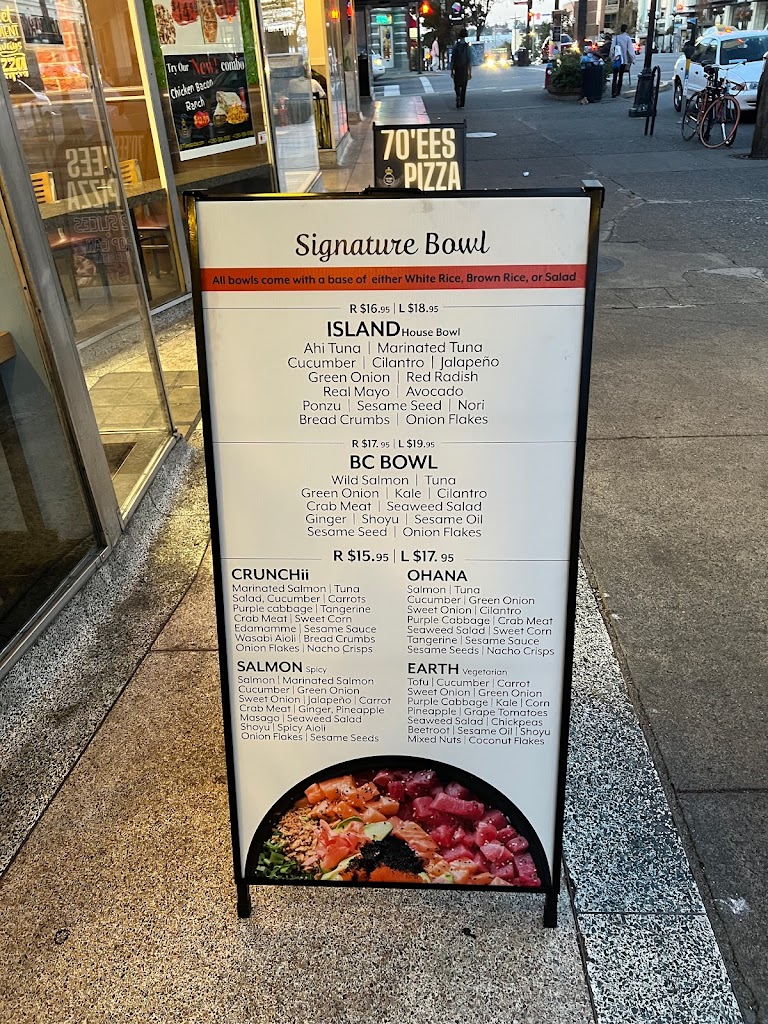 Try Our New! combo
Chicken Bacon
Ranch
70'EES
PIZZA
70'EES
PIZZA
2 SLICES
Signature Bowl
All bowls come with a base of either White Rice, Brown Rice, or Salad
R $16.95 | L $18.95
ISLAND House Bowl
Ahi Tuna | Marinated Tuna
Cucumber | Cilantro | Jalapeño
Green Onion | Red Radish
Real Mayo | Avocado
Ponzu | Sesame Seed | Nori
Bread Crumbs | Onion Flakes
R $17.95 | L $19.95
BC BOWL
Wild Salmon | Tuna
Green Onion | Kale | Cilantro
Crab Meat | Seaweed Salad
Ginger | Shoyu | Sesame Oil
Sesame Seed | Onion Flakes
R $15.95 | L $17.95
CRUNCHii
Marinated Salmon | Tuna
Salad, Cucumber | Carrots
Purple cabbage | Tangerine
Crab Meat | Sweet Corn
Edamamme | Sesame Sauce
Wasabi Aioli | Bread Crumbs
Onion Flakes | Nacho Crisps
OHANA
Salmon | Tuna
Cucumber | Green Onion
Sweet Onion | Cilantro
Purple Cabbage | Crab Meat
Seaweed Salad | Sweet Corn
Tangerine | Sesame Sauce
Sesame Seeds | Nacho Crisps
SALMON Spicy
Salmon | Marinated Salmon
Cucumber | Green Onion
Sweet Onion | Jalapeño | Carrot
Crab Meat | Ginger, Pineapple
Masago | Seaweed Salad
Shoyu | Spicy Aioli
Onion Flakes | Sesame Seeds
EARTH Vegetarian
Tofu | Cucumber | Carrot
Sweet Onion | Green Onion
Purple Cabbage | Kale | Corn
Pineapple | Grape Tomatoes
Seaweed Salad | Chickpeas
Beetroot | Sesame Oil | Shoyu
Mixed Nuts | Coconut Flakes